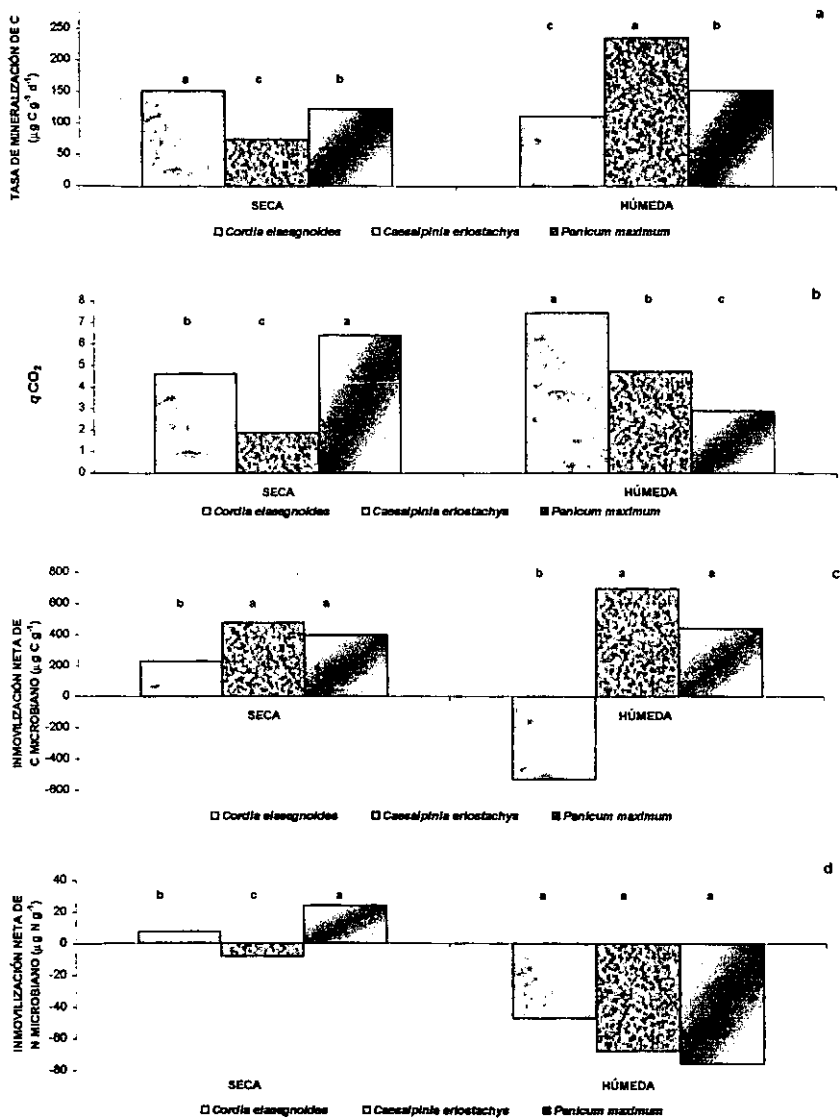 a
TASA DE MINERALIZACIÓN DE C
(µg C g⁻¹ d⁻¹)
250
200
150
100
50
0
a c b
c a b
SECA HÚMEDA
Cordia elaeagnoides Caesalpinia eriostachys Panicum maximum
b
qCO₂
8
7
6
5
4
3
2
1
0
b c a
a b c
SECA HÚMEDA
Cordia elaeagnoides Caesalpinia eriostachys Panicum maximum
c
INMOVILIZACIÓN NETA DE
C MICROBIANO (µg C g⁻¹)
800
600
400
200
0
-200
-400
-600
b a a
b a a
SECA HÚMEDA
Cordia elaeagnoides Caesalpinia eriostachys Panicum maximum
d
INMOVILIZACIÓN NETA DE
N MICROBIANO (µg N g⁻¹)
40
20
0
-20
-40
-60
-80
b c a
a a a
SECA HÚMEDA
Cordia elaeagnoides Caesalpinia eriostachys Panicum maximum